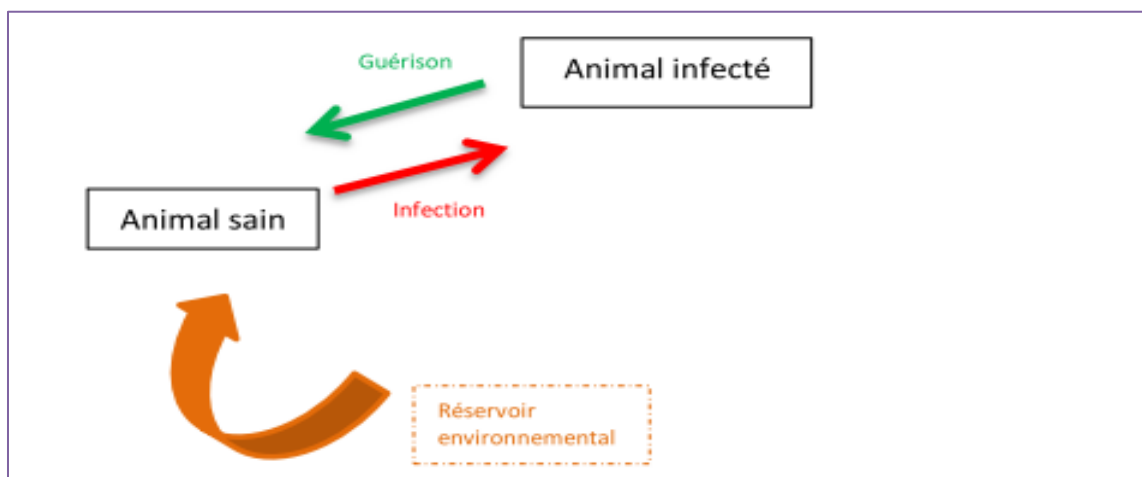 Guérison
Animal infecté
Animal sain
Infection
Réservoir
environnemental